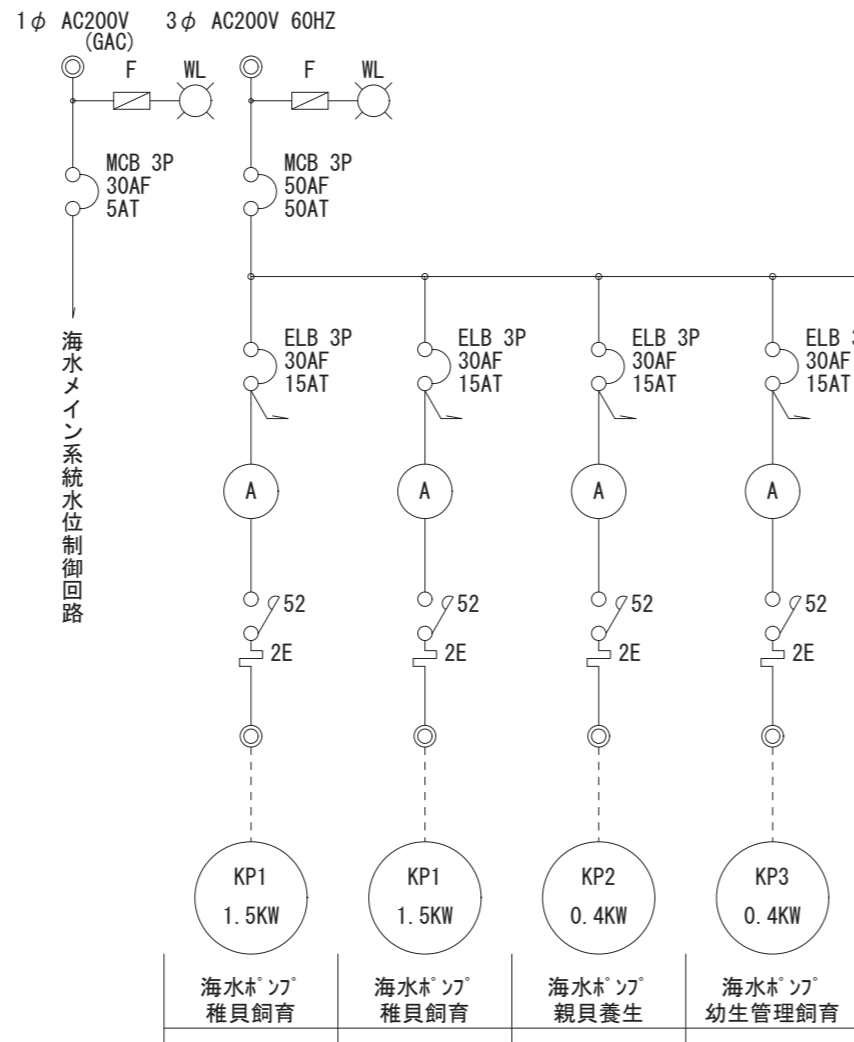 1φ AC200V
(GAC)
3φ AC200V 60HZ
F
WL
F
WL
MCB 3P
30AF
5AT
MCB 3P
50AF
50AT
海水メイン系統水位制御回路
ELB 3P
30AF
15AT
ELB 3P
30AF
15AT
ELB 3P
30AF
15AT
ELB 3
30AF
15AT
A
A
A
A
52
52
52
52
2E
2E
2E
2E
KP1
1.5KW
KP1
1.5KW
KP2
0.4KW
KP3
0.4KW
海水ﾎﾟﾝﾌﾟ
稚貝飼育
海水ﾎﾟﾝﾌﾟ
稚貝飼育
海水ﾎﾟﾝﾌﾟ
親貝養生
海水ﾎﾟﾝﾌﾟ
幼生管理飼育